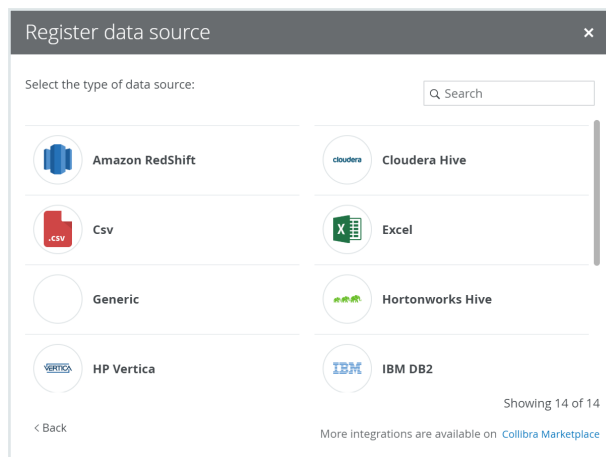 Register data source
×
Select the type of data source:
Search
Amazon RedShift
cloudera
Cloudera Hive
.csv
Csv
X
Excel
Generic
Hortonworks Hive
VERTICA
HP Vertica
IBM
IBM DB2
Showing 14 of 14
< Back
More integrations are available on Collibra Marketplace